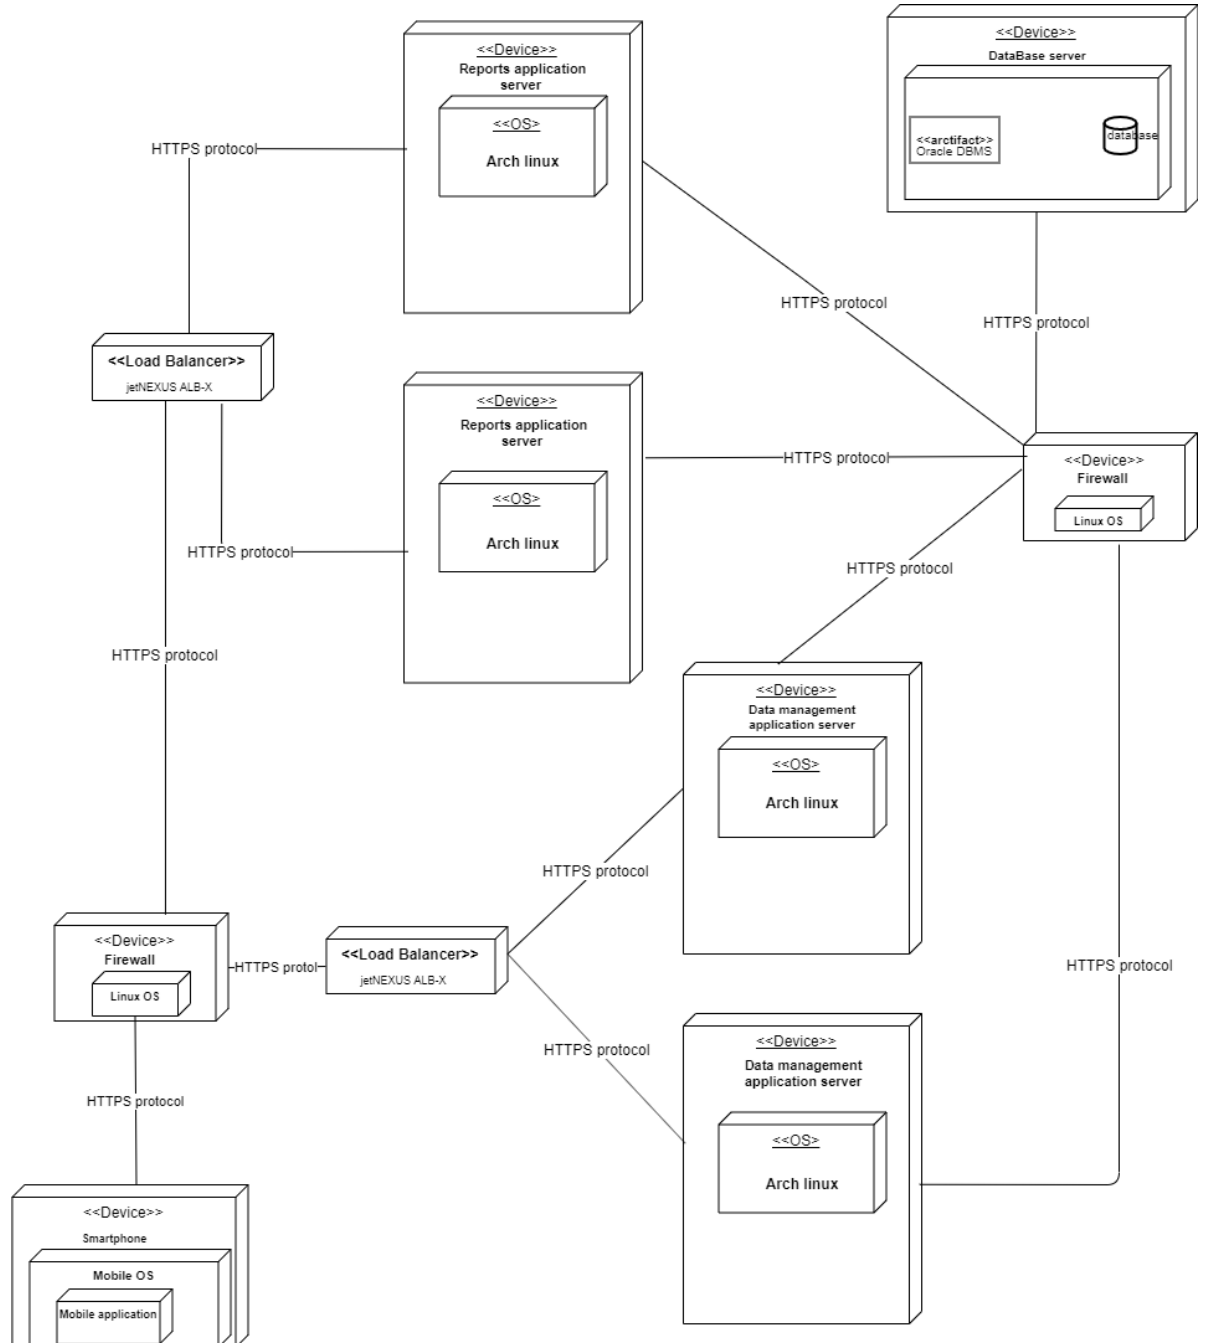 <<Device>>
Reports application
server
<<OS>
Arch linux
<<Device>>
DataBase server
<<arctifact>>
Oracle DBMS
database
HTTPS protocol
HTTPS protocol
HTTPS protocol
<<Load Balancer>>
jetNEXUS ALB-X
<<Device>>
Reports application
server
<<OS>
Arch linux
HTTPS protocol
<<Device>>
Firewall
Linux OS
HTTPS protocol
HTTPS protocol
HTTPS protocol
<<Device>>
Data management
application server
<<OS>
Arch linux
HTTPS protocol
<<Device>>
Firewall
Linux OS
HTTPS protol
<<Load Balancer>>
jetNEXUS ALB-X
HTTPS protocol
HTTPS protocol
<<Device>>
Data management
application server
<<OS>
Arch linux
HTTPS protocol
<<Device>>
Smartphone
Mobile OS
Mobile application